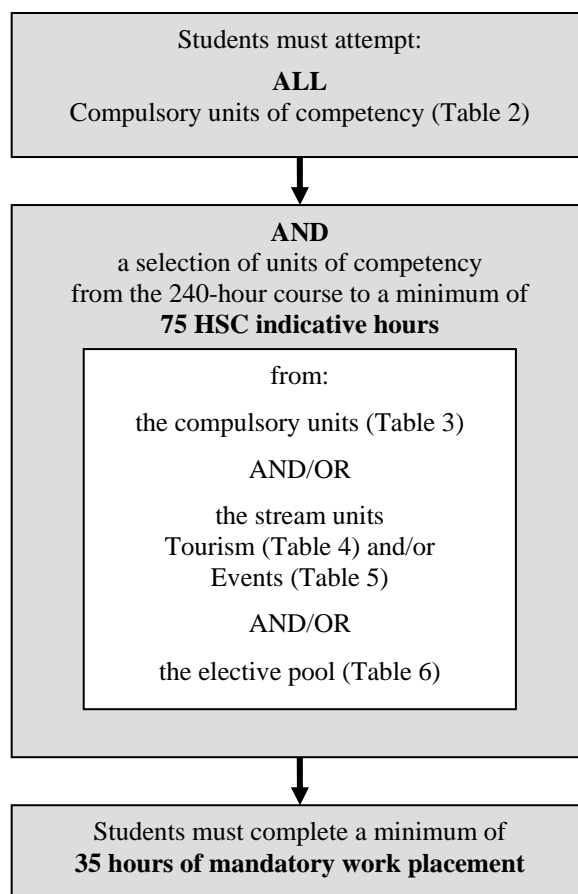 Students must attempt:
ALL
Compulsory units of competency (Table 2)
AND
a selection of units of competency
from the 240-hour course to a minimum of
75 HSC indicative hours
from:
the compulsory units (Table 3)
AND/OR
the stream units
Tourism (Table 4) and/or
Events (Table 5)
AND/OR
the elective pool (Table 6)
Students must complete a minimum of
35 hours of mandatory work placement